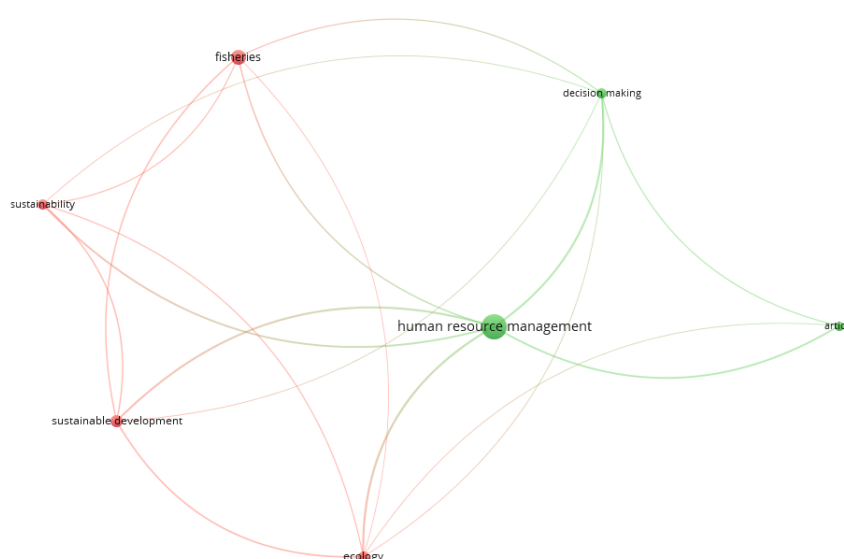 fisheries
decision making
sustainability
human resource management
sustainable development
ecology